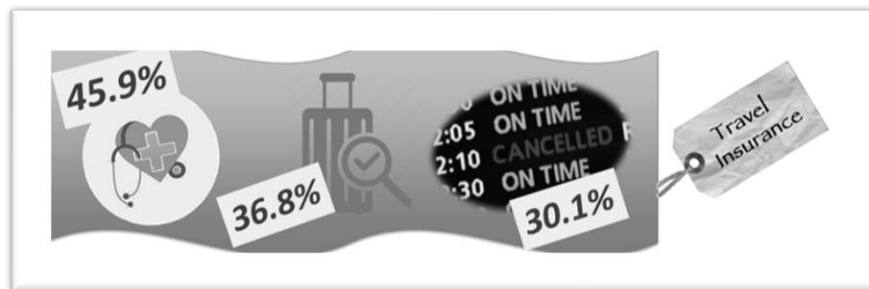 45.9%
36.8%
ON TIME
2:05 ON TIME
2:10 CANCELLED
:30 ON TIME
30.1%
Travel
Insurance